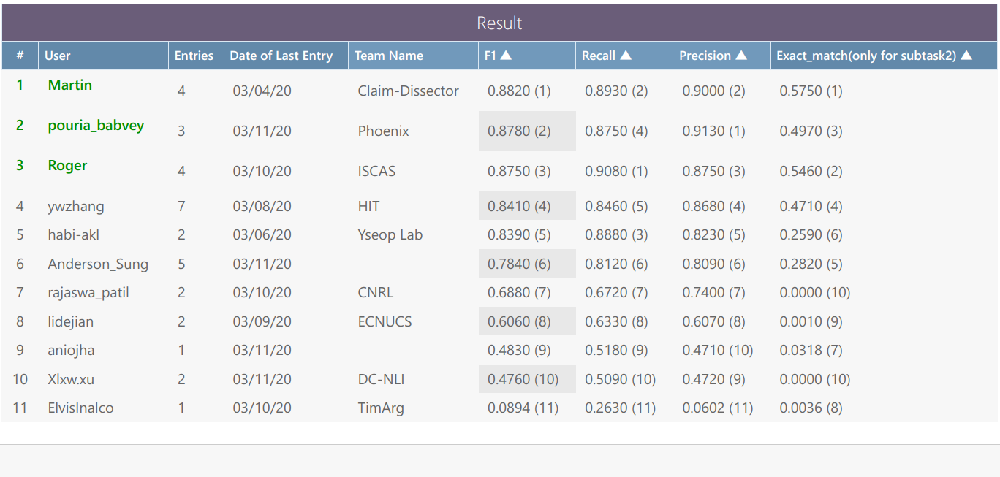 Result
# User Entries Date of Last Entry Team Name F1 ▲ Recall ▲ Precision ▲ Exact_match(only for subtask2) ▲
1 Martin 4 03/04/20 Claim-Dissector 0.8820 (1) 0.8930 (2) 0.9000 (2) 0.5750 (1)
2 pouria_babvey 3 03/11/20 Phoenix 0.8780 (2) 0.8750 (4) 0.9130 (1) 0.4970 (3)
3 Roger 4 03/10/20 ISCAS 0.8750 (3) 0.9080 (1) 0.8750 (3) 0.5460 (2)
4 ywzhang 7 03/08/20 HIT 0.8410 (4) 0.8460 (5) 0.8680 (4) 0.4710 (4)
5 habi-akl 2 03/06/20 Yseop Lab 0.8390 (5) 0.8880 (3) 0.8230 (5) 0.2590 (6)
6 Anderson_Sung 5 03/11/20 0.7840 (6) 0.8120 (6) 0.8090 (6) 0.2820 (5)
7 rajaswa_patil 2 03/10/20 CNRL 0.6880 (7) 0.6720 (7) 0.7400 (7) 0.0000 (10)
8 lidejian 2 03/09/20 ECNUCS 0.6060 (8) 0.6330 (8) 0.6070 (8) 0.0010 (9)
9 aniojha 1 03/11/20 0.4830 (9) 0.5180 (9) 0.4710 (10) 0.0318 (7)
10 Xlxw.xu 2 03/11/20 DC-NLI 0.4760 (10) 0.5090 (10) 0.4720 (9) 0.0000 (10)
11 ElvisInalco 1 03/10/20 TimArg 0.0894 (11) 0.2630 (11) 0.0602 (11) 0.0036 (8)